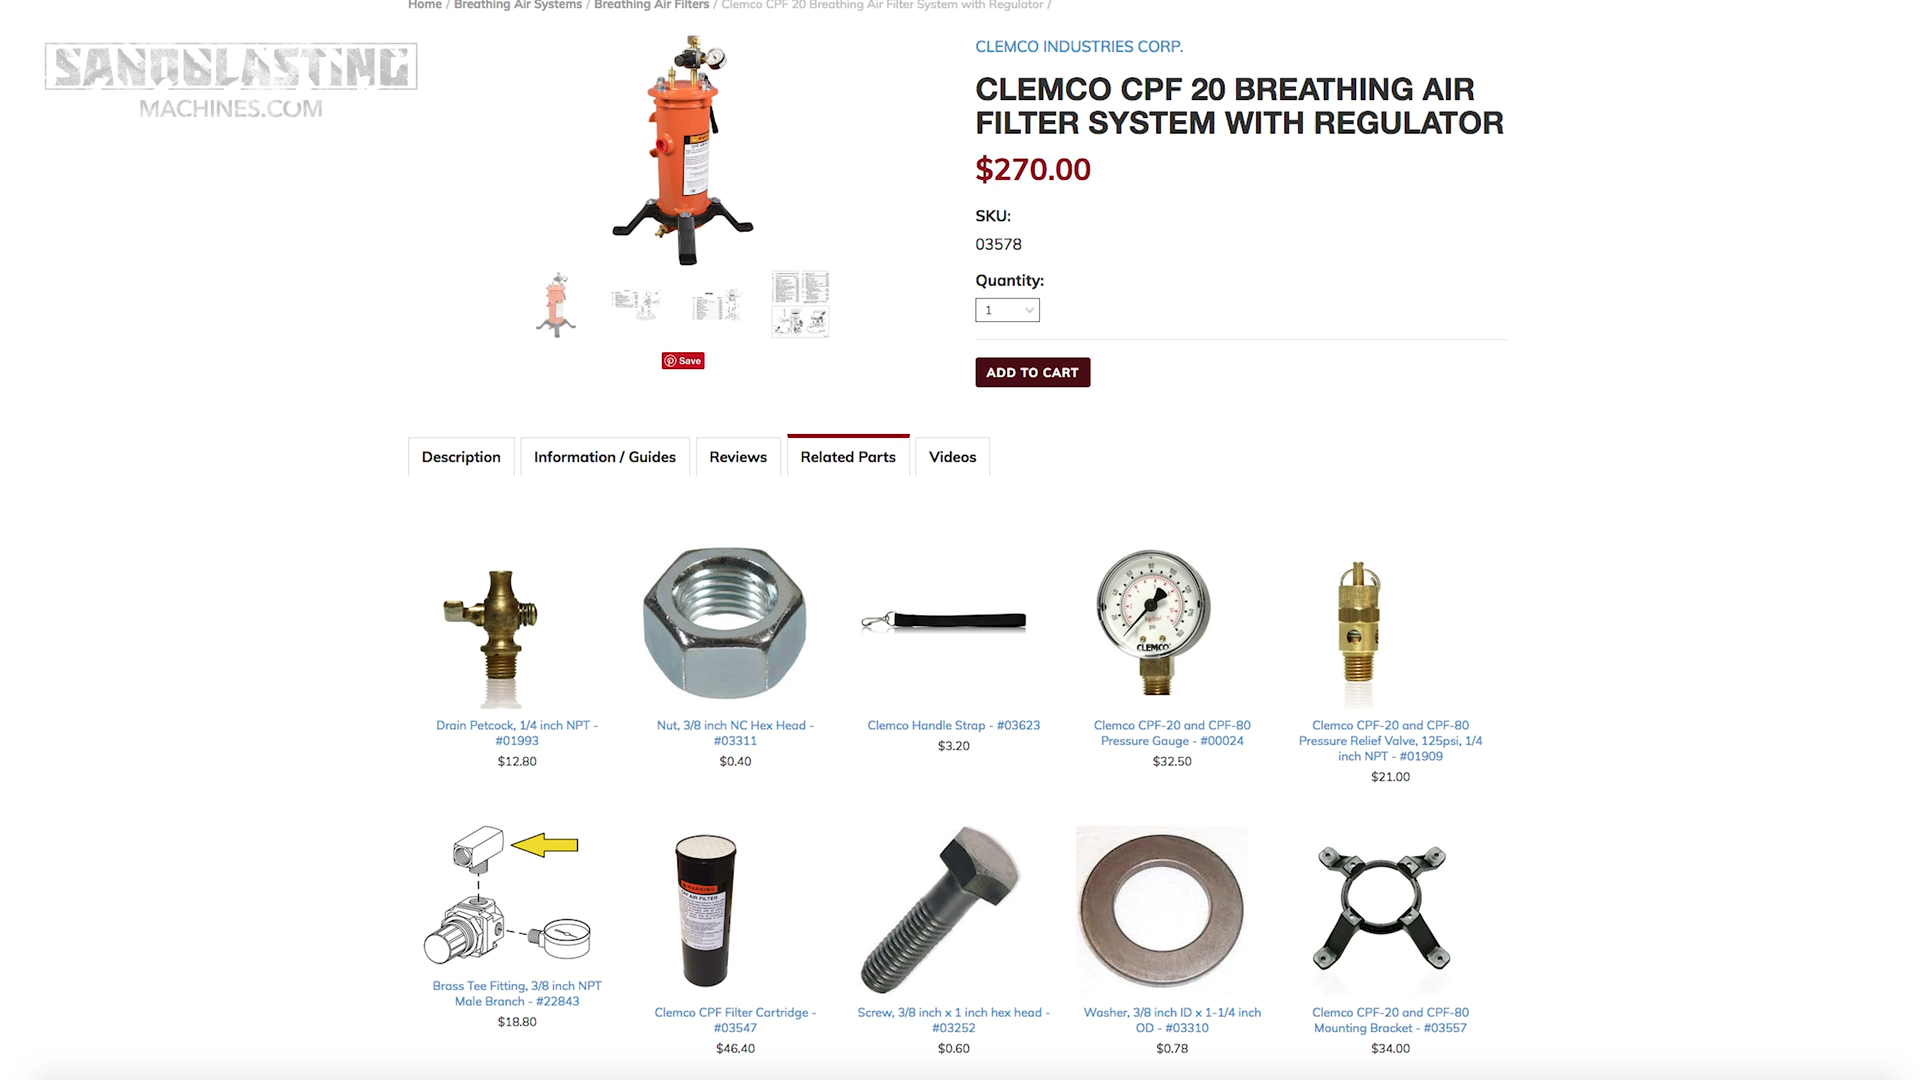 Home / Breathing Air Systems / Breathing Air Filters / Clemco CPF 20 Breathing Air Filter System with Regulator /
SANDBLASTING
MACHINES.COM
CLEMCO INDUSTRIES CORP.
CLEMCO CPF 20 BREATHING AIR
FILTER SYSTEM WITH REGULATOR
$270.00
SKU:
03578
Quantity:
1
Save
ADD TO CART
Description
Information / Guides
Reviews
Related Parts
Videos
CLEMCO
psi
Drain Petcock, 1/4 inch NPT -
#01993
$12.80
Nut, 3/8 inch NC Hex Head -
#03311
$0.40
Clemco Handle Strap - #03623
$3.20
Clemco CPF-20 and CPF-80
Pressure Gauge - #00024
$32.50
Clemco CPF-20 and CPF-80
Pressure Relief Valve, 125psi, 1/4
inch NPT - #01909
$21.00
WARNING
CPF AIR FILTER
Brass Tee Fitting, 3/8 inch NPT
Male Branch - #22843
$18.80
Clemco CPF Filter Cartridge -
#03547
$46.40
Screw, 3/8 inch x 1 inch hex head -
#03252
$0.60
Washer, 3/8 inch ID x 1-1/4 inch
OD - #03310
$0.78
Clemco CPF-20 and CPF-80
Mounting Bracket - #03557
$34.00